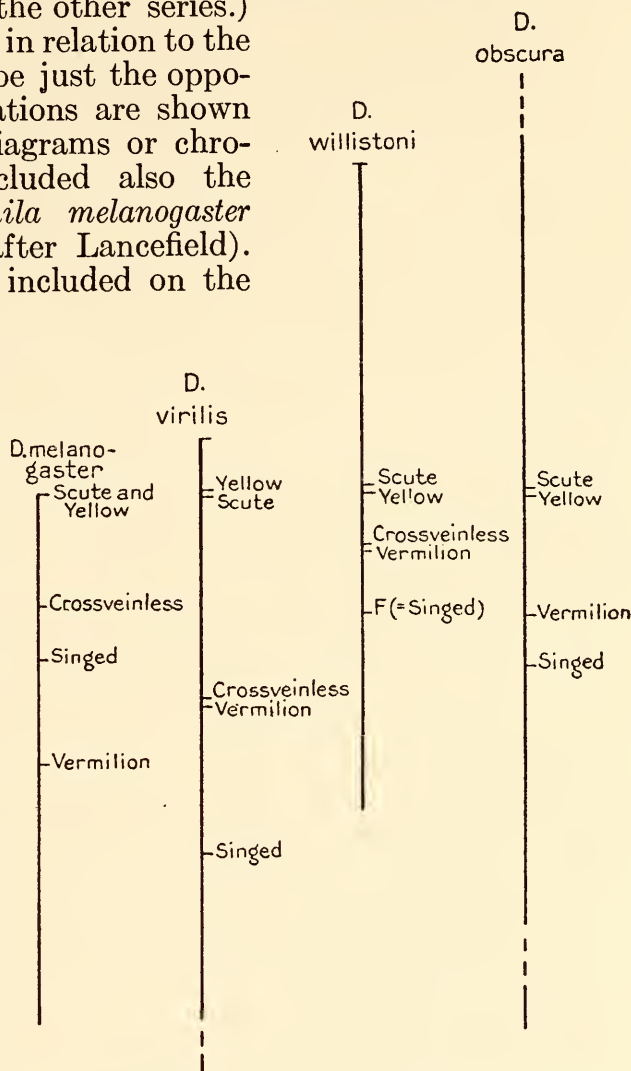 the other series.)
in relation to the
be just the oppo-
ations are shown
iagrams or chro-
cluded also the
ila melanogaster
after Lancefield).
included on the
D.
obscura
D.
willistoni
D.
virilis
D. melano-
gaster
Scute and
Yellow
Crossveinless
Singed
Vermilion
Yellow
Scute
Crossveinless
Vermilion
Singed
Scute
Yellow
Crossveinless
Vermilion
F (= Singed)
Scute
Yellow
Vermilion
Singed